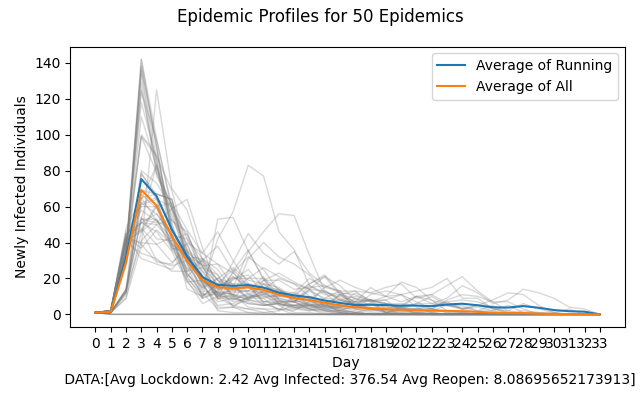 Epidemic Profiles for 50 Epidemics
Average of Running
Average of All
Newly Infected Individuals
140
120
100
80
60
40
20
0
0 1 2 3 4 5 6 7 8 9 10 11 12 13 14 15 16 17 18 19 20 21 22 23 24 25 26 27 28 29 30 31 32 33
Day
DATA:[Avg Lockdown: 2.42 Avg Infected: 376.54 Avg Reopen: 8.08695652173913]